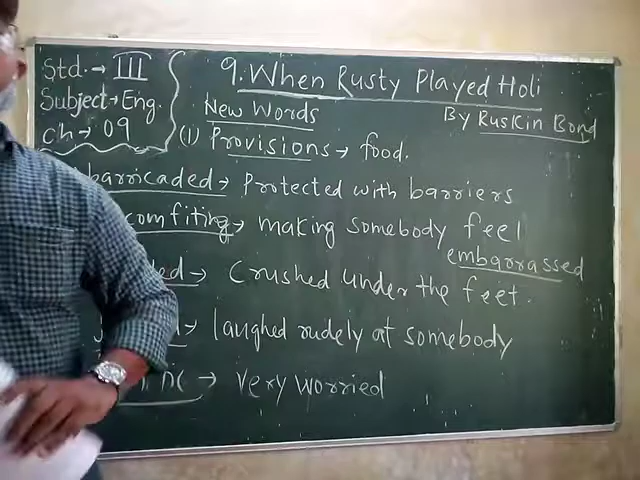 Std. → III
Subject → Eng.
Ch → 09
9. When Rusty Played Holi
By Ruskin Bond
New Words
(1) Provisions → food.
barricaded → Protected with barriers
comfiting → making somebody feel
embarrassed
→ Crushed under the feet.
→ laughed rudely at somebody
→ very worried